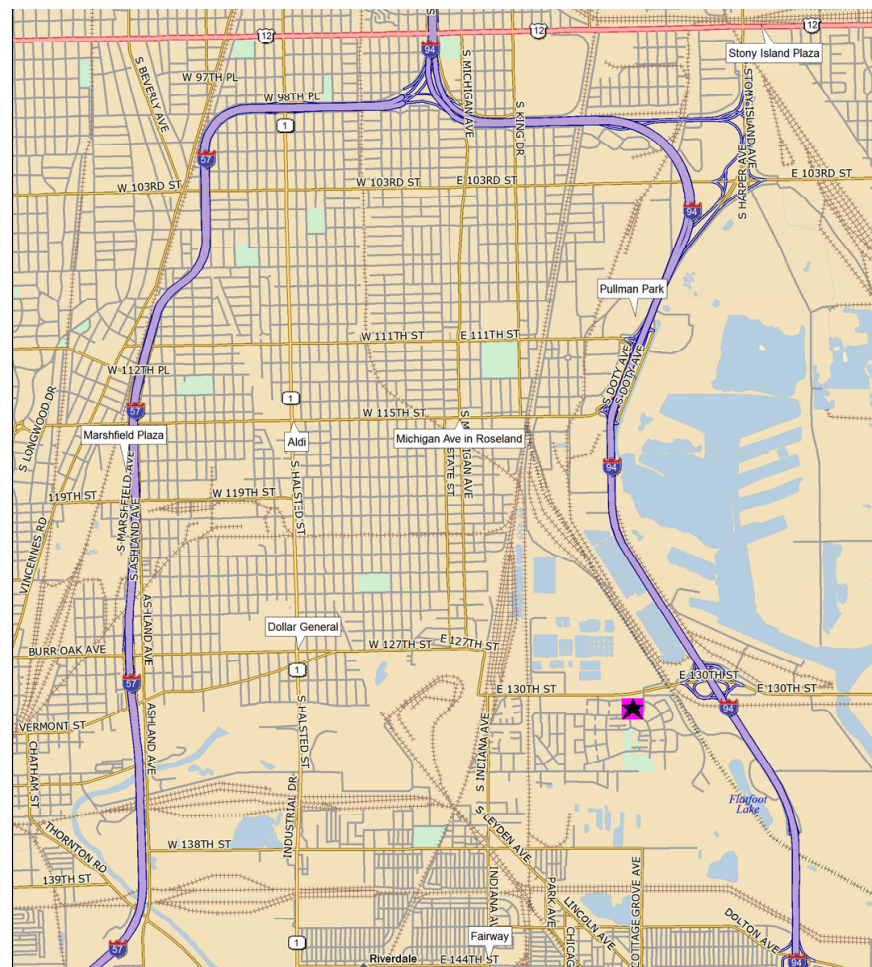 12
12
12
Stony Island Plaza
94
S BEVERLY AVE
W 97TH PL
W 98TH PL
1
S MICHIGAN AVE
S KING DR
STONY ISLAND AVE
S HARPER AVE
57
W 103RD ST
E 103RD ST
E 103RD ST
94
Pullman Park
W 111TH ST
E 111TH ST
S DOTY AVE
S DOTY AVE
W 112TH PL
S LONGWOOD DR
57
1
W 115TH ST
Marshfield Plaza
Aldi
Michigan Ave in Roseland
94
S MARSHFIELD AVE
S ASHLAND AVE
S HALSTED ST
STATE ST
119TH ST
W 119TH ST
VINCENNES RD
ASHLAND AVE
Dollar General
BURR OAK AVE
W 127TH ST
E 127TH ST
57
1
E 130TH ST
E 130TH ST
E 130TH ST
94
VERMONT ST
CHATHAM ST
ASHLAND AVE
S HALSTED ST
S INDIANA AVE
Flatfoot
Lake
INDUSTRIAL DR
S LEYDEN AVE
THORNTON RD
W 138TH ST
139TH ST
INDIANA AVE
PARK AVE
LINCOLN AVE
COTTAGE GROVE AVE
DOLTON AVE
Fairway
57
1
Riverdale
E 144TH ST
94